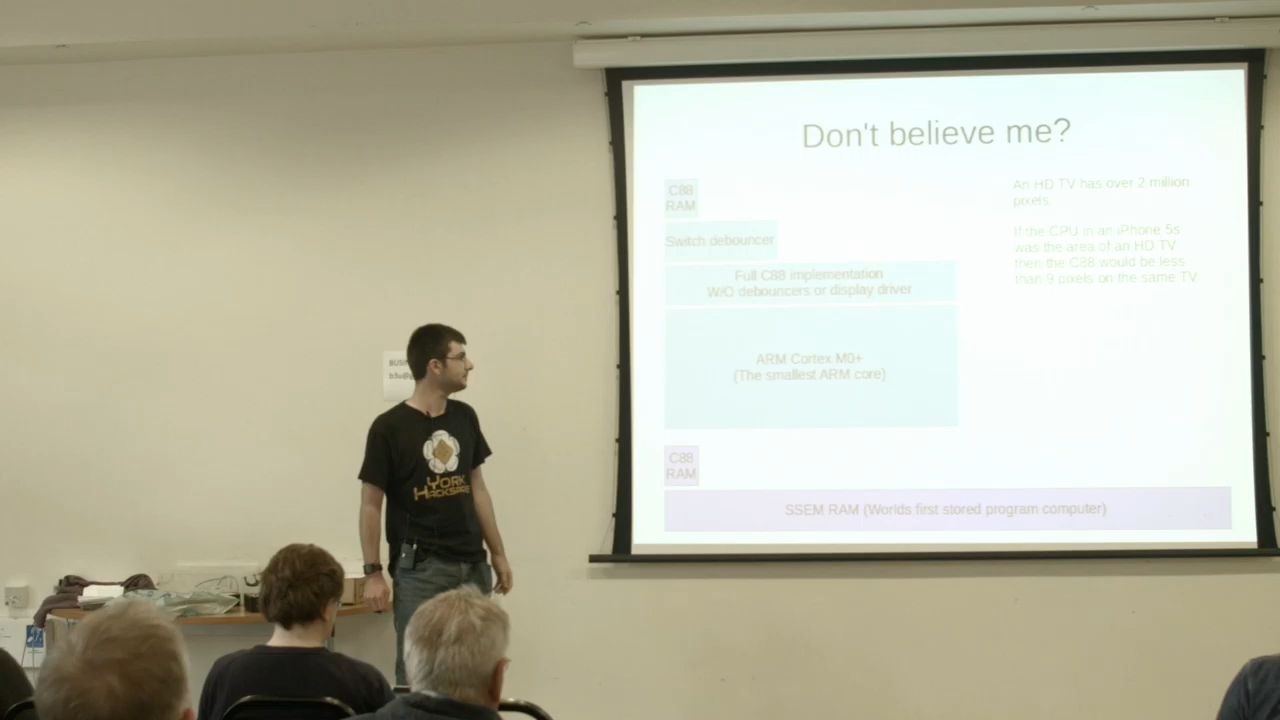 Don't believe me?
C88
RAM
Switch debouncer
Full C88 implementation
W/O debouncers or display driver
ARM Cortex M0+
(The smallest ARM core)
C88
RAM
SSEM RAM (Worlds first stored program computer)
An HD TV has over 2 million
pixels.
If the CPU in an iPhone 5s
was the area of an HD TV
then the C88 would be less
than 9 pixels on the same TV
YORK